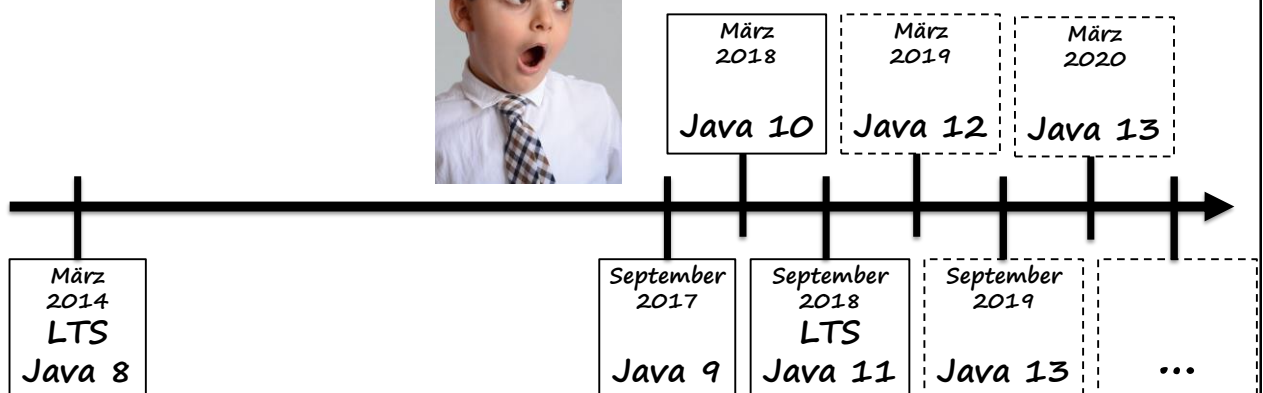 März
2018
Java 10
März
2019
Java 12
März
2020
Java 13
März
2014
LTS
Java 8
September
2017
Java 9
September
2018
LTS
Java 11
September
2019
Java 13
...